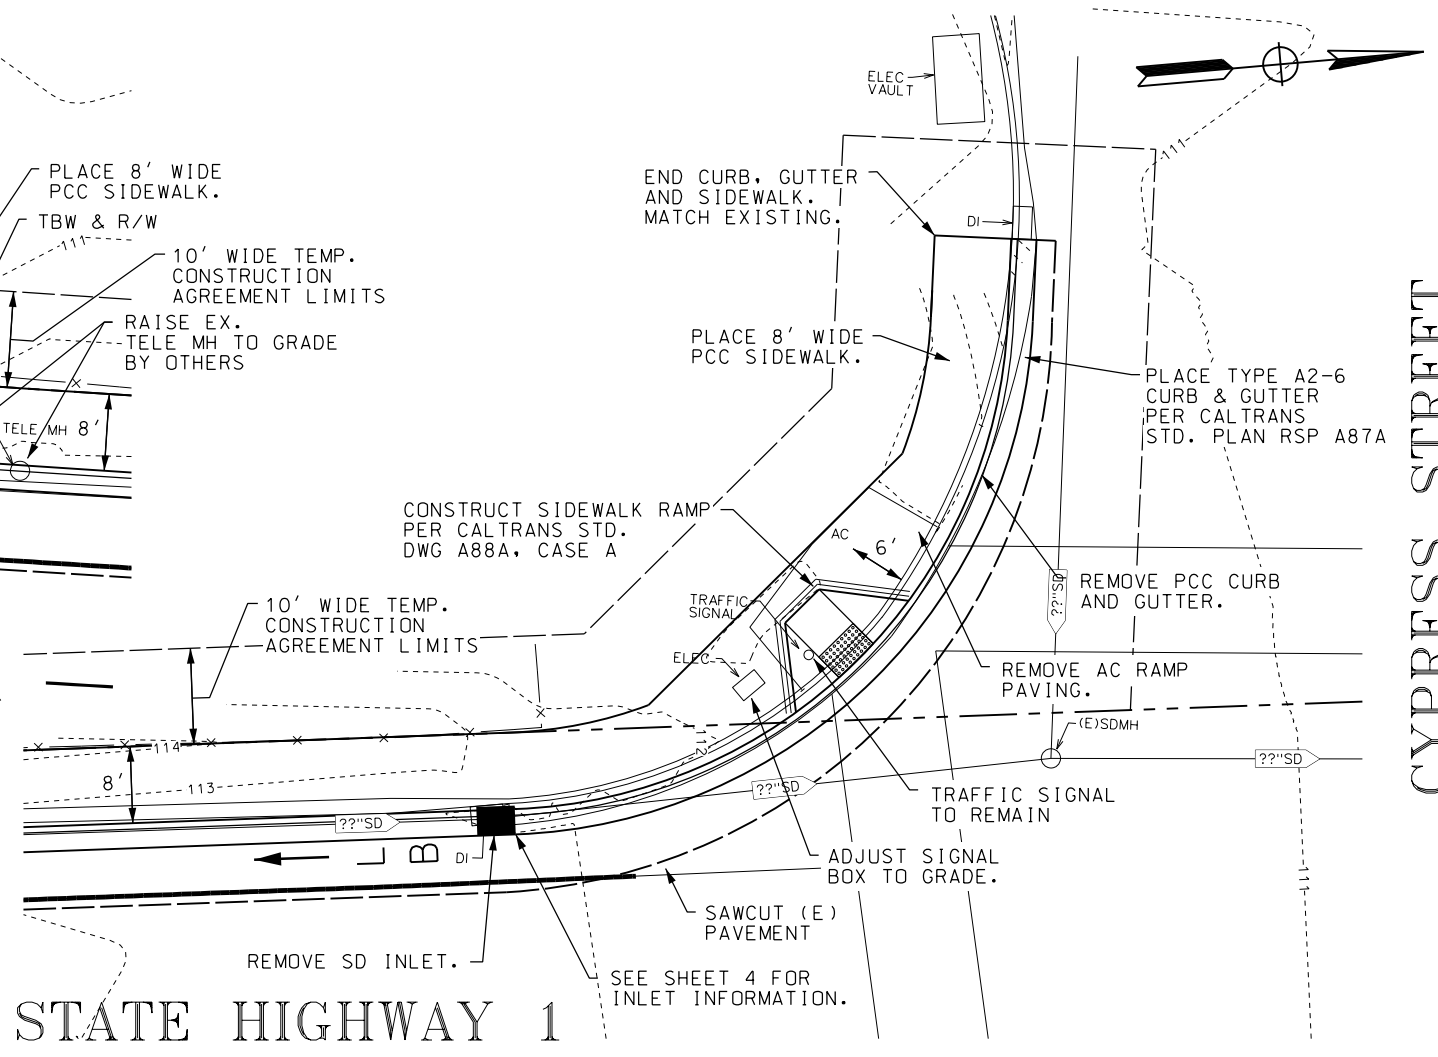 ELEC
VAULT
111
PLACE 8' WIDE
PCC SIDEWALK.
END CURB, GUTTER
AND SIDEWALK.
MATCH EXISTING.
DI
TBW & R/W
111
10' WIDE TEMP.
CONSTRUCTION
AGREEMENT LIMITS
RAISE EX.
TELE MH TO GRADE
BY OTHERS
PLACE 8' WIDE
PCC SIDEWALK.
PLACE TYPE A2-6
CURB & GUTTER
PER CALTRANS
STD. PLAN RSP A87A
TELE MH 8'
CYPRESS STREET
CONSTRUCT SIDEWALK RAMP
PER CALTRANS STD.
DWG A88A, CASE A
AC
6'
??"SD
REMOVE PCC CURB
AND GUTTER.
10' WIDE TEMP.
CONSTRUCTION
AGREEMENT LIMITS
TRAFFIC
SIGNAL
ELEC
REMOVE AC RAMP
PAVING.
(E)SDMH
114
112
8'
113
??"SD
??"SD
??"SD
TRAFFIC SIGNAL
TO REMAIN
L B
DI
ADJUST SIGNAL
BOX TO GRADE.
111
SAWCUT (E)
PAVEMENT
REMOVE SD INLET.
SEE SHEET 4 FOR
INLET INFORMATION.
STATE HIGHWAY 1